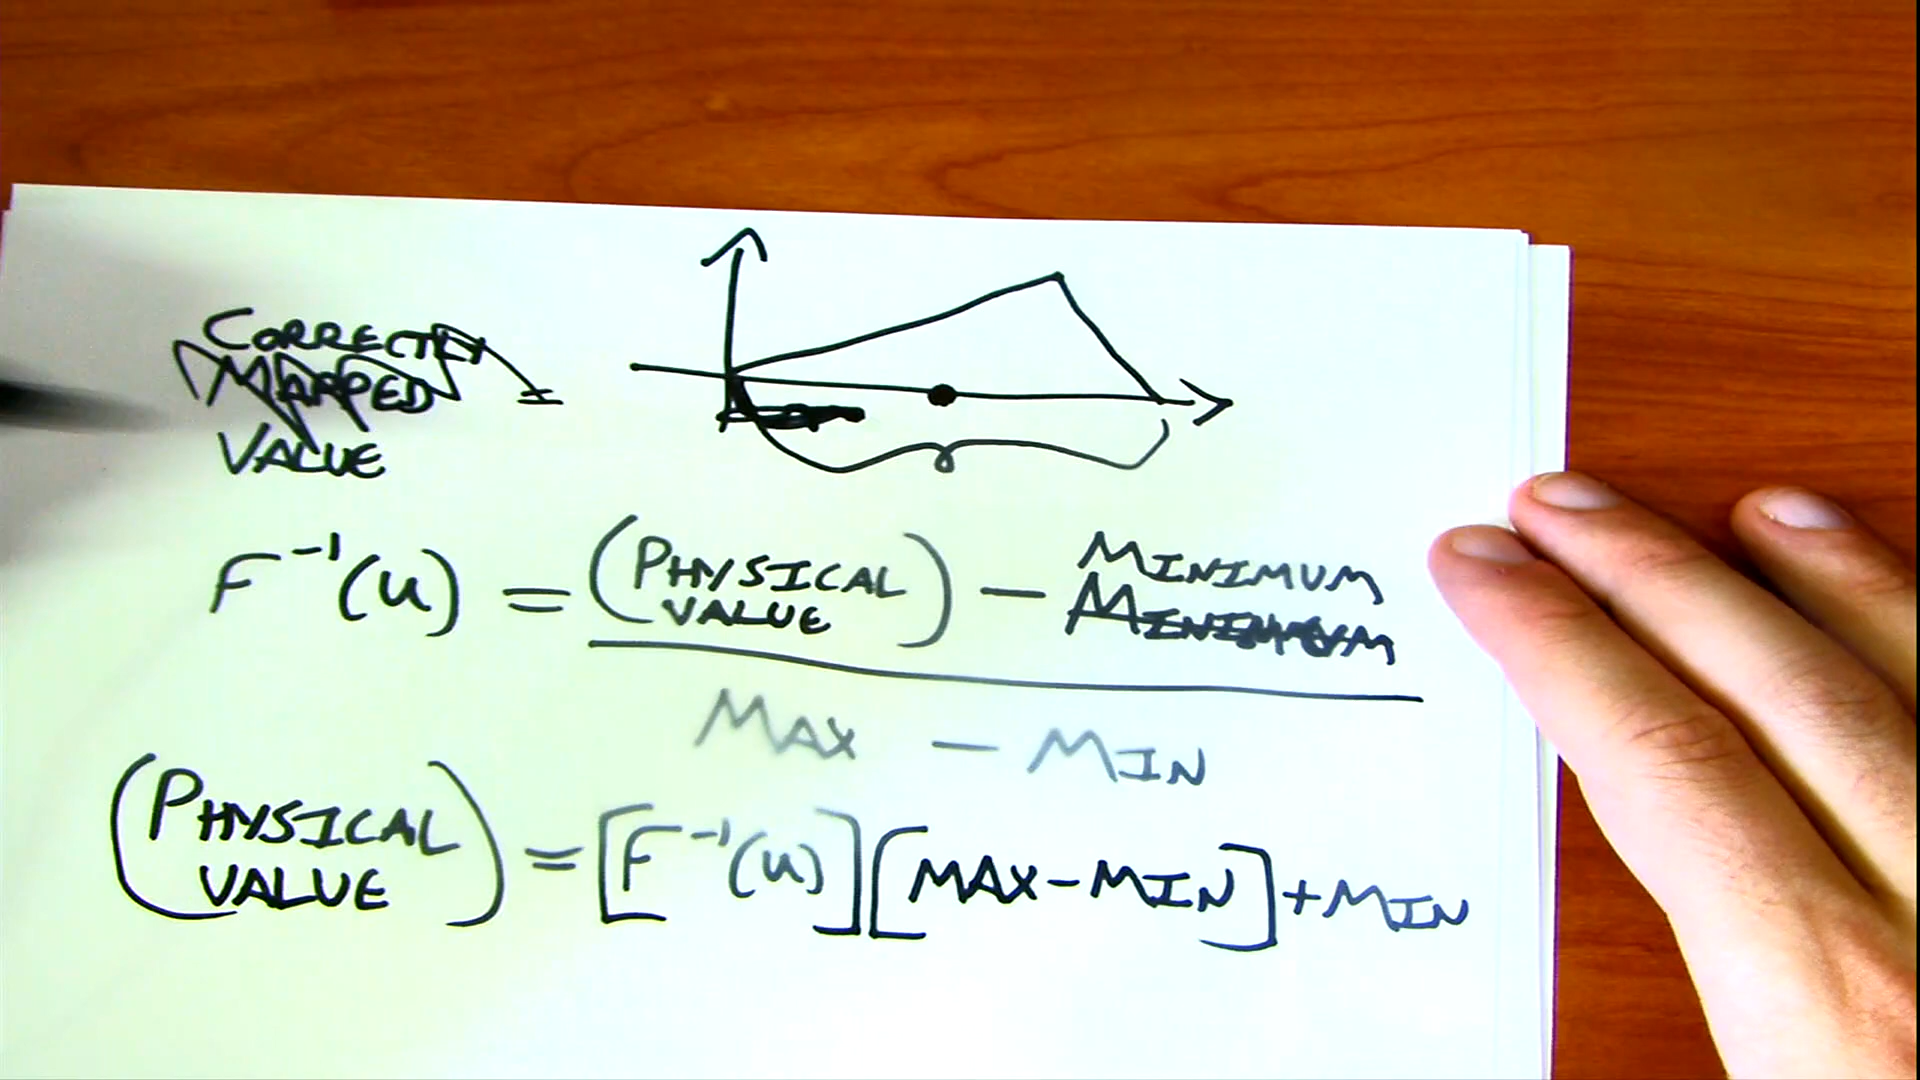 CORRECTED
MAPPED
VALUE
F⁻¹(u) = (PHYSICAL VALUE) − MINIMUM
MINIMUM
MAX − MIN
(PHYSICAL VALUE) = [F⁻¹(u)][MAX−MIN]+MIN